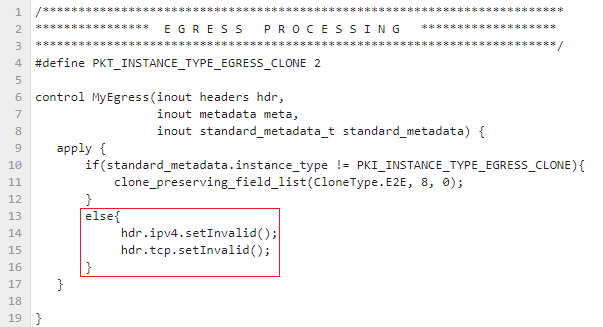 1 /*************************************************************************
2 **************** E G R E S S   P R O C E S S I N G *******************
3 *************************************************************************/
4 #define PKT_INSTANCE_TYPE_EGRESS_CLONE 2
5
6 control MyEgress(inout headers hdr,
7                  inout metadata meta,
8                  inout standard_metadata_t standard_metadata) {
9    apply {
10        if(standard_metadata.instance_type != PKI_INSTANCE_TYPE_EGRESS_CLONE){
11            clone_preserving_field_list(CloneType.E2E, 8, 0);
12        }
13        else{
14             hdr.ipv4.setInvalid();
15             hdr.tcp.setInvalid();
16        }
17    }
18
19 }